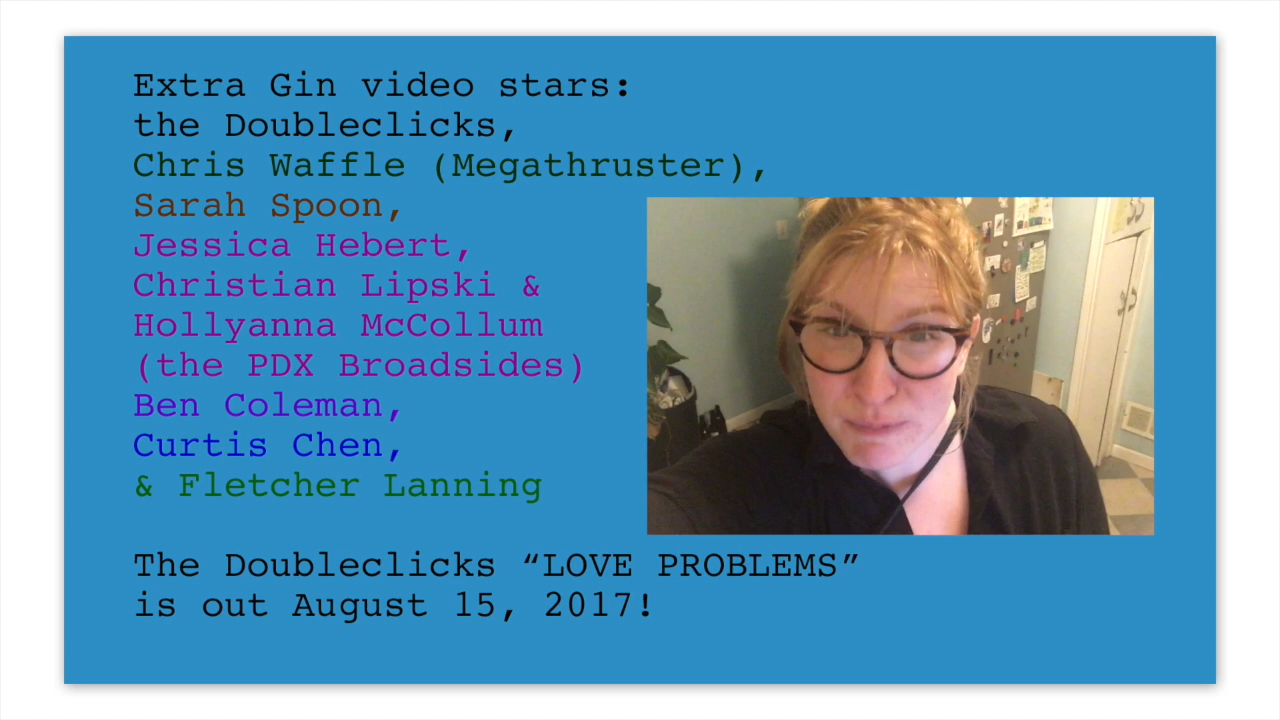 Extra Gin video stars:
the Doubleclicks,
Chris Waffle (Megathruster),
Sarah Spoon,
Jessica Hebert,
Christian Lipski &
Hollyanna McCollum
(the PDX Broadsides)
Ben Coleman,
Curtis Chen,
& Fletcher Lanning
The Doubleclicks “LOVE PROBLEMS”
is out August 15, 2017!